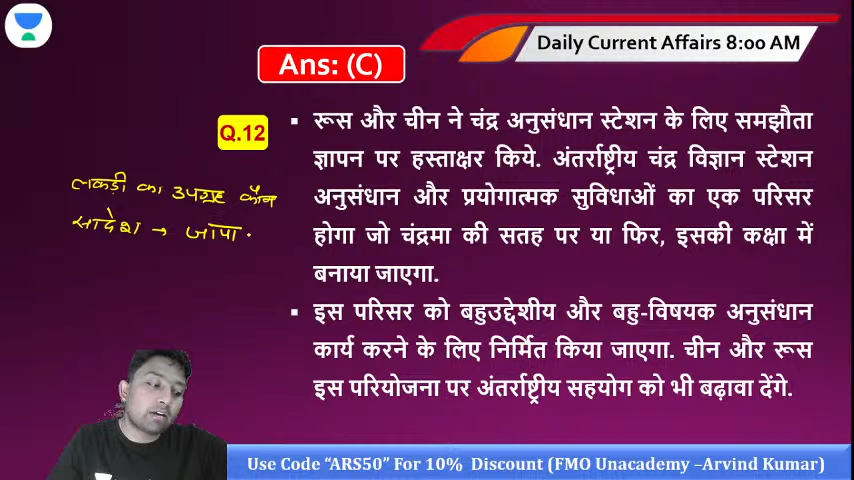 Daily Current Affairs 8:00 AM
Ans: (C)
Q.12
▪ रूस और चीन ने चंद्र अनुसंधान स्टेशन के लिए समझौता
ज्ञापन पर हस्ताक्षर किये. अंतर्राष्ट्रीय चंद्र विज्ञान स्टेशन
अनुसंधान और प्रयोगात्मक सुविधाओं का एक परिसर
होगा जो चंद्रमा की सतह पर या फिर, इसकी कक्षा में
बनाया जाएगा.
▪ इस परिसर को बहुउद्देशीय और बहु-विषयक अनुसंधान
कार्य करने के लिए निर्मित किया जाएगा. चीन और रूस
इस परियोजना पर अंतर्राष्ट्रीय सहयोग को भी बढ़ावा देंगे.
लकड़ी का उपग्रह कौन
सा देश → जापा
Use Code “ARS50” For 10% Discount (FMO Unacademy –Arvind Kumar)